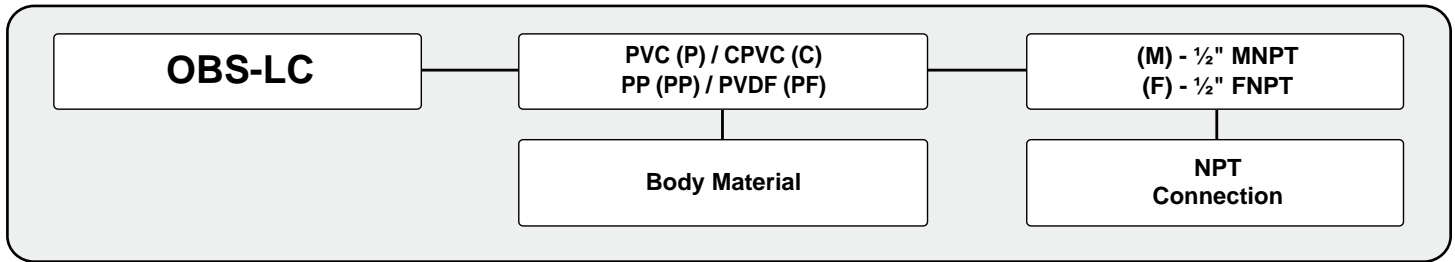 OBS-LC
PVC (P) / CPVC (C)
PP (PP) / PVDF (PF)
(M) - ½" MNPT
(F) - ½" FNPT
Body Material
NPT
Connection